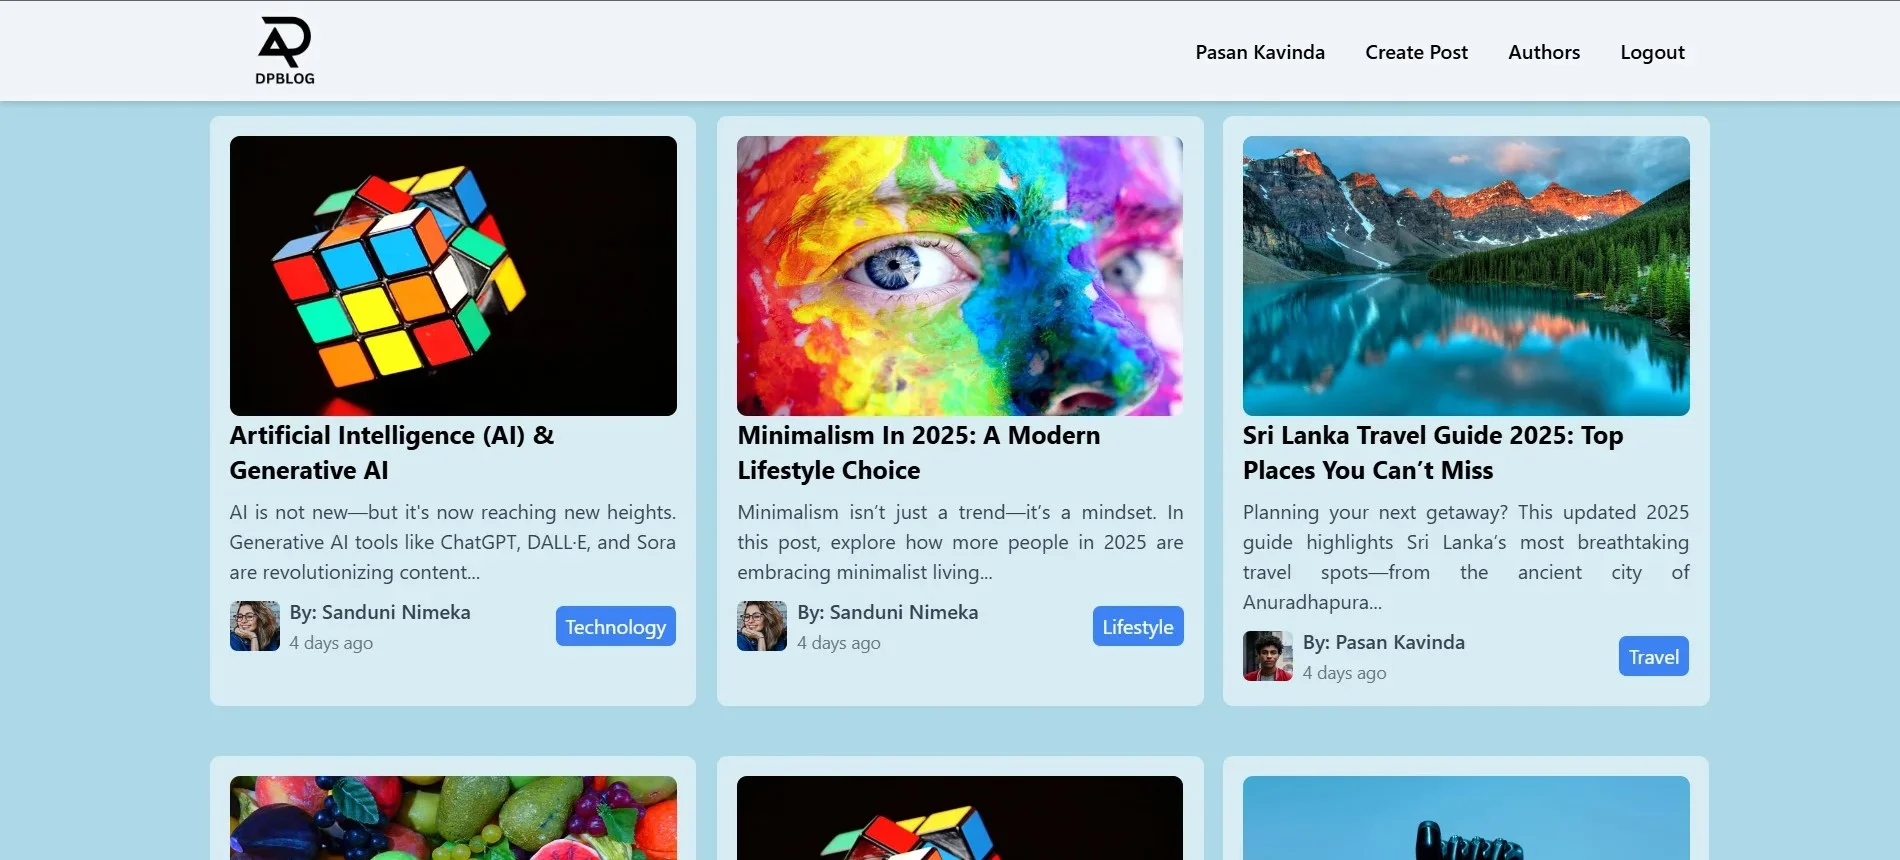 DPBLOG
Pasan Kavinda
Create Post
Authors
Logout
Artificial Intelligence (AI) &
Generative AI
AI is not new—but it's now reaching new heights.
Generative AI tools like ChatGPT, DALL·E, and Sora
are revolutionizing content...
By: Sanduni Nimeka
4 days ago
Technology
Minimalism In 2025: A Modern
Lifestyle Choice
Minimalism isn’t just a trend—it’s a mindset. In
this post, explore how more people in 2025 are
embracing minimalist living...
By: Sanduni Nimeka
4 days ago
Lifestyle
Sri Lanka Travel Guide 2025: Top
Places You Can’t Miss
Planning your next getaway? This updated 2025
guide highlights Sri Lanka’s most breathtaking
travel spots—from the ancient city of
Anuradhapura...
By: Pasan Kavinda
4 days ago
Travel